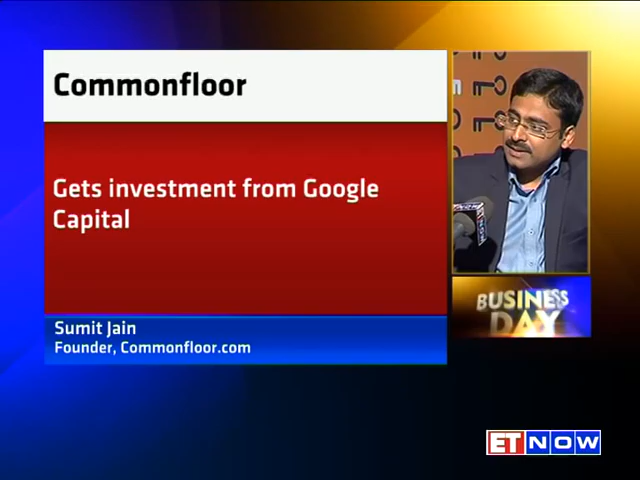 Commonfloor
Gets investment from Google
Capital
Sumit Jain
Founder, Commonfloor.com
BUSINESS
DAY
ET NOW